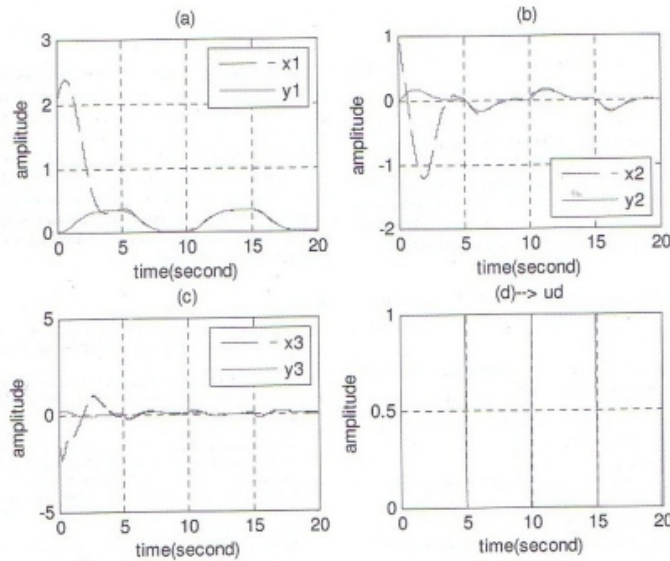 (a)
3
2
1
0
amplitude
x1
y1
0 5 10 15 20
time(second)
(b)
1
0
-1
-2
amplitude
x2
y2
0 5 10 15 20
time(second)
(c)
5
0
-5
amplitude
x3
y3
0 5 10 15 20
time(second)
(d)--> ud
1
0.5
0
amplitude
0 5 10 15 20
time(second)